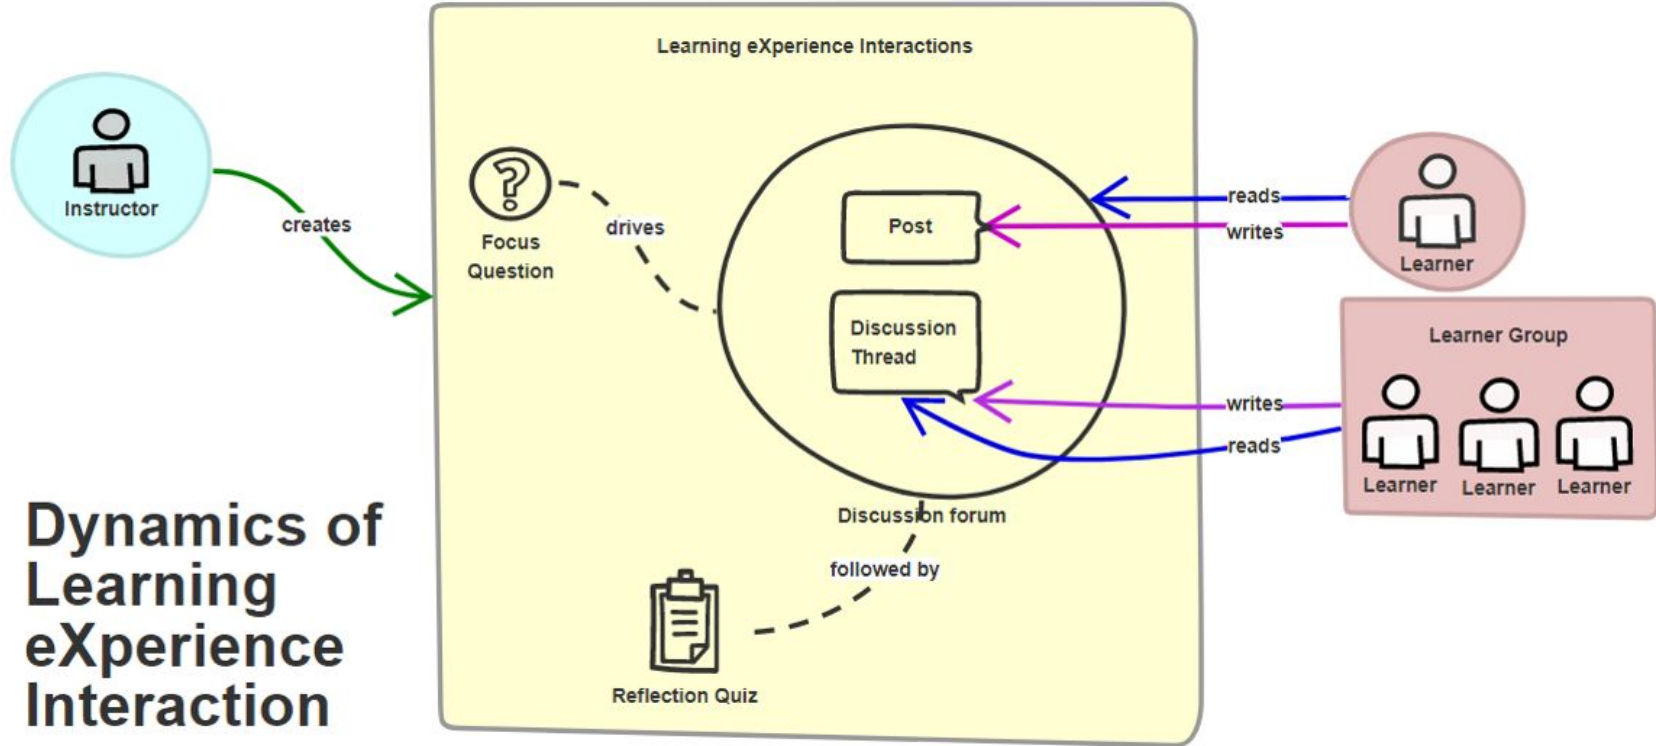 Learning eXperience Interactions
Instructor
creates
Focus
Question
drives
Post
Discussion
Thread
reads
writes
Learner
Learner Group
writes
reads
Learner
Learner
Learner
Discussion forum
followed by
Reflection Quiz
Dynamics of
Learning
eXperience
Interaction